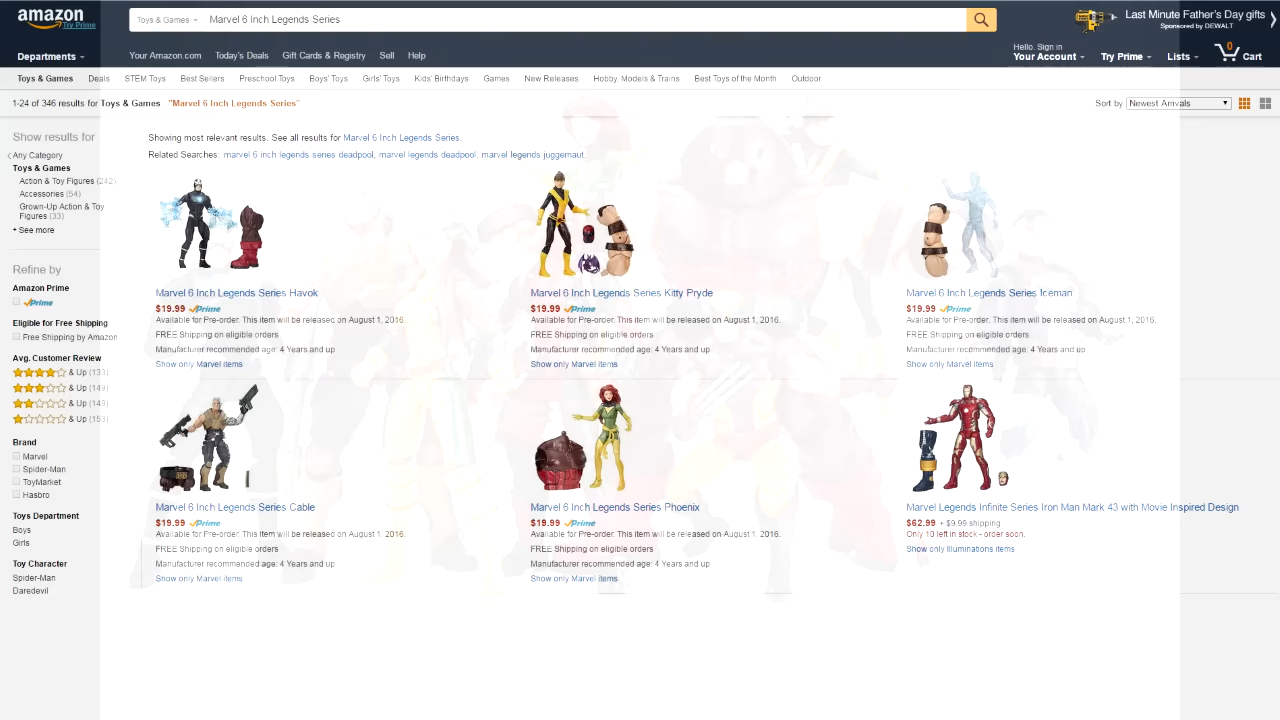 amazon
Try Prime
Toys & Games
Marvel 6 Inch Legends Series
Last Minute Father's Day gifts
Sponsored by DEWALT
Departments
Your Amazon.com
Today's Deals
Gift Cards & Registry
Sell
Help
Hello. Sign in
Your Account
Try Prime
Lists
0
Cart
Toys & Games
Deals
STEM Toys
Best Sellers
Preschool Toys
Boys' Toys
Girls' Toys
Kids' Birthdays
Games
New Releases
Hobby, Models & Trains
Best Toys of the Month
Outdoor
1-24 of 346 results for Toys & Games "Marvel 6 Inch Legends Series"
Sort by Newest Arrivals
Show results for
Any Category
Toys & Games
Action & Toy Figures (242)
Accessories (54)
Grown-Up Action & Toy
Figures (33)
+ See more
Refine by
Amazon Prime
Prime
Eligible for Free Shipping
Free Shipping by Amazon
Avg. Customer Review
& Up (133)
& Up (149)
& Up (149)
& Up (153)
Brand
Marvel
Spider-Man
ToyMarket
Hasbro
Toys Department
Boys
Girls
Toy Character
Spider-Man
Daredevil
Showing most relevant results. See all results for Marvel 6 Inch Legends Series.
Related Searches: marvel 6 inch legends series deadpool, marvel legends deadpool, marvel legends juggernaut.
Marvel 6 Inch Legends Series Havok
$19.99 Prime
Available for Pre-order. This item will be released on August 1, 2016.
FREE Shipping on eligible orders
Manufacturer recommended age: 4 Years and up
Show only Marvel items
Marvel 6 Inch Legends Series Kitty Pryde
$19.99 Prime
Available for Pre-order. This item will be released on August 1, 2016.
FREE Shipping on eligible orders
Manufacturer recommended age: 4 Years and up
Show only Marvel items
Marvel 6 Inch Legends Series Iceman
$19.99 Prime
Available for Pre-order. This item will be released on August 1, 2016.
FREE Shipping on eligible orders
Manufacturer recommended age: 4 Years and up
Show only Marvel items
Marvel 6 Inch Legends Series Cable
$19.99 Prime
Available for Pre-order. This item will be released on August 1, 2016.
FREE Shipping on eligible orders
Manufacturer recommended age: 4 Years and up
Show only Marvel items
Marvel 6 Inch Legends Series Phoenix
$19.99 Prime
Available for Pre-order. This item will be released on August 1, 2016.
FREE Shipping on eligible orders
Manufacturer recommended age: 4 Years and up
Show only Marvel items
Marvel Legends Infinite Series Iron Man Mark 43 with Movie Inspired Design
$62.99 + $9.99 shipping
Only 10 left in stock - order soon.
Show only Illuminations items